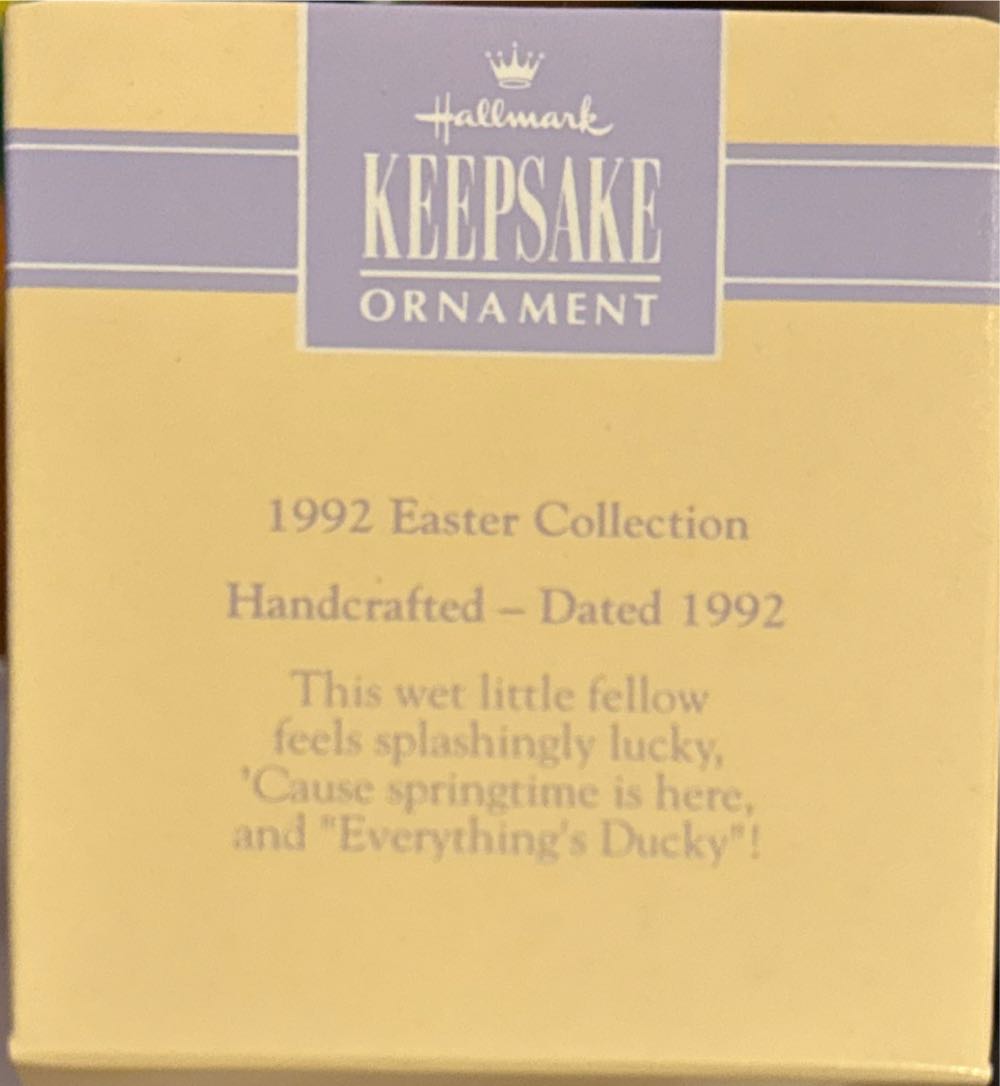 Hallmark
KEEPSAKE
ORNAMENT
1992 Easter Collection
Handcrafted – Dated 1992
This wet little fellow
feels splashingly lucky,
'Cause springtime is here,
and "Everything's Ducky"!